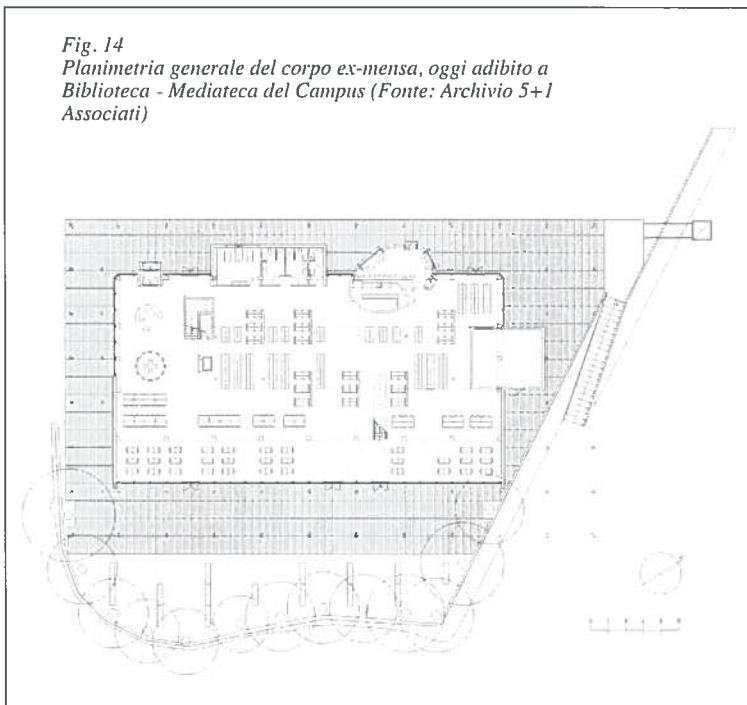 Fig. 14
Planimetria generale del corpo ex-mensa, oggi adibito a
Biblioteca - Mediateca del Campus (Fonte: Archivio 5+1
Associati)